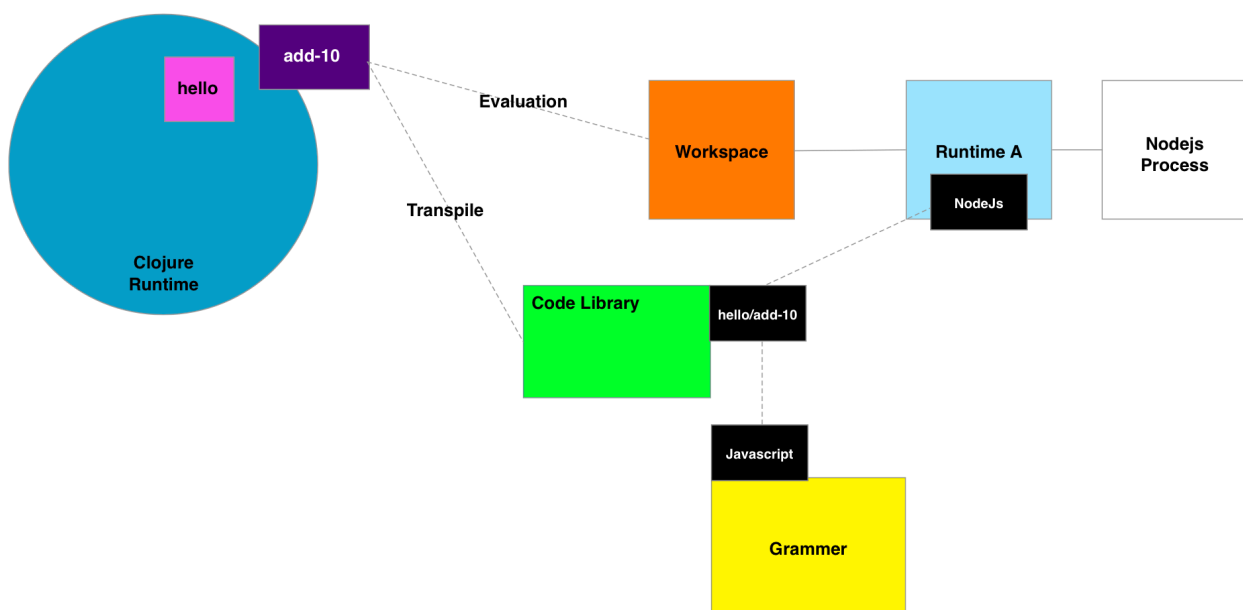 add-10
hello
Evaluation
Workspace
Runtime A
Nodejs
Process
NodeJs
Transpile
Clojure
Runtime
Code Library
hello/add-10
Javascript
Grammer